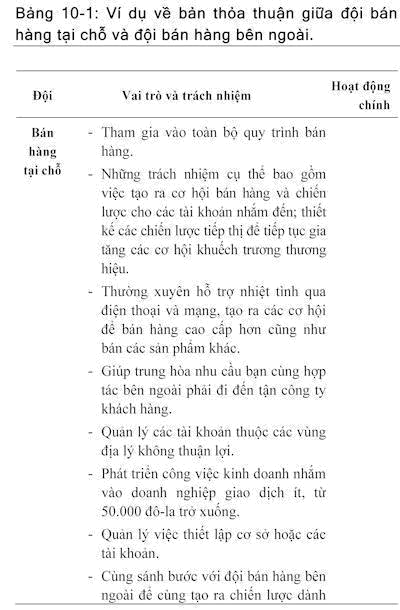 Bảng 10-1: Ví dụ về bản thỏa thuận giữa đội bán
hàng tại chỗ và đội bán hàng bên ngoài.
Đội Vai trò và trách nhiệm Hoạt động
chính
Bán
hàng
tại chỗ
- Tham gia vào toàn bộ quy trình bán
hàng.
- Những trách nhiệm cụ thể bao gồm
việc tạo ra cơ hội bán hàng và chiến
lược cho các tài khoản nhắm đến; thiết
kế các chiến lược tiếp thị để tiếp tục gia
tăng các cơ hội khuếch trương thương
hiệu.
- Thường xuyên hỗ trợ nhiệt tình qua
điện thoại và mạng, tạo ra các cơ hội
để bán hàng cao cấp hơn cũng như
bán các sản phẩm khác.
- Giúp trung hòa nhu cầu bạn cùng hợp
tác bên ngoài phải đi đến tận công ty
khách hàng.
- Quản lý các tài khoản thuộc các vùng
địa lý không thuận lợi.
- Phát triển công việc kinh doanh nhắm
vào doanh nghiệp giao dịch ít, từ
50.000 đô-la trở xuống.
- Quản lý việc thiết lập cơ sở hoặc các
tài khoản.
- Cùng sánh bước với đội bán hàng bên
ngoài để cùng tạo ra chiến lược dành